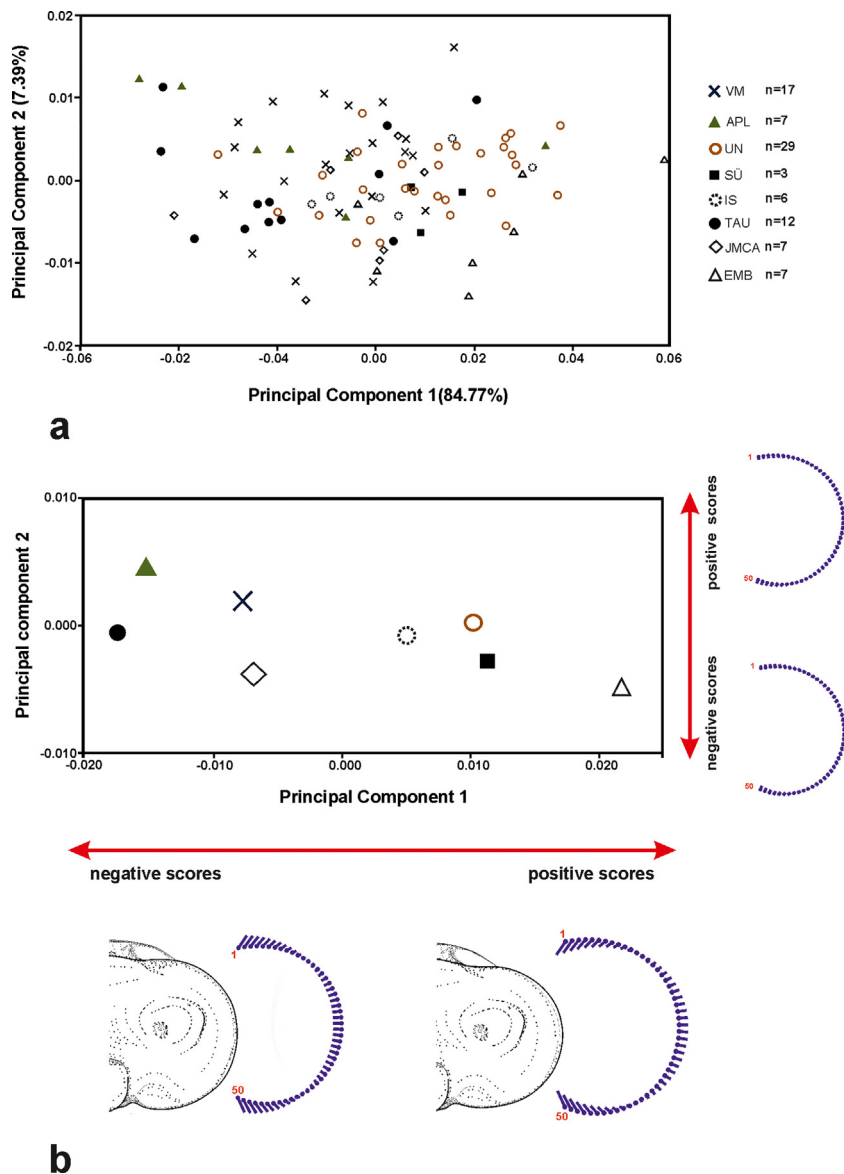 0.02
0.01
0.00
-0.01
-0.02
Principal Component 2 (7.39%)
-0.06
-0.02
-0.04
0.00
0.02
0.04
0.06
Principal Component 1(84.77%)
VM n=17
APL n=7
UN n=29
SÜ n=3
IS n=6
TAU n=12
JMCA n=7
EMB n=7
a
0.010
0.000
-0.010
Principal component 2
-0.020
-0.010
0.000
0.010
0.020
Principal Component 1
positive scores
negative scores
1
50
1
50
negative scores
positive scores
1
50
1
50
b